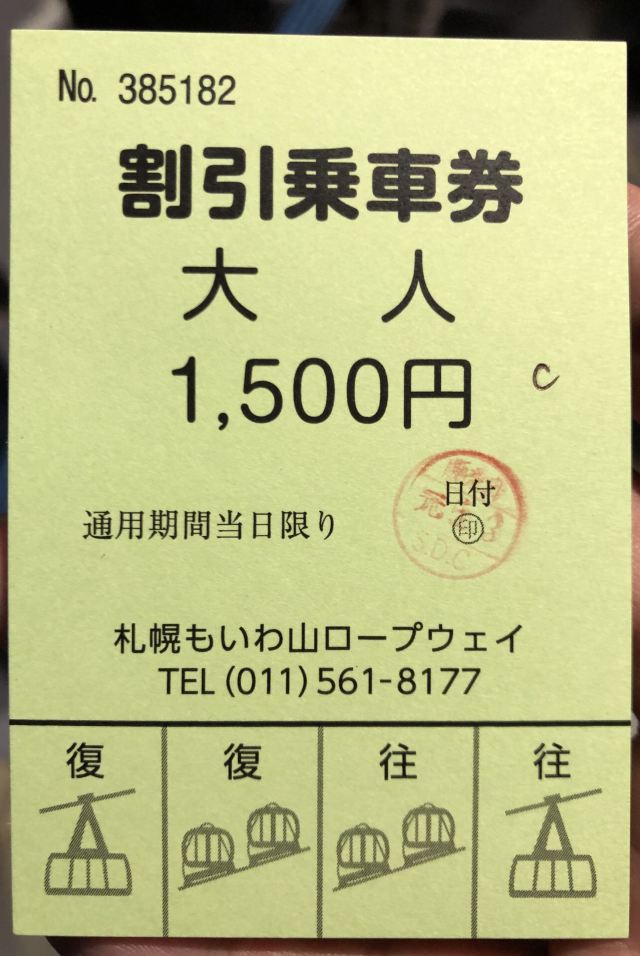 No. 385182
割引乗車券
大人
1,500円
C
日付
通用期間当日限り
㊞
S.D.C
札幌もいわ山ロープウェイ
TEL (011) 561-8177
復 復 往 往